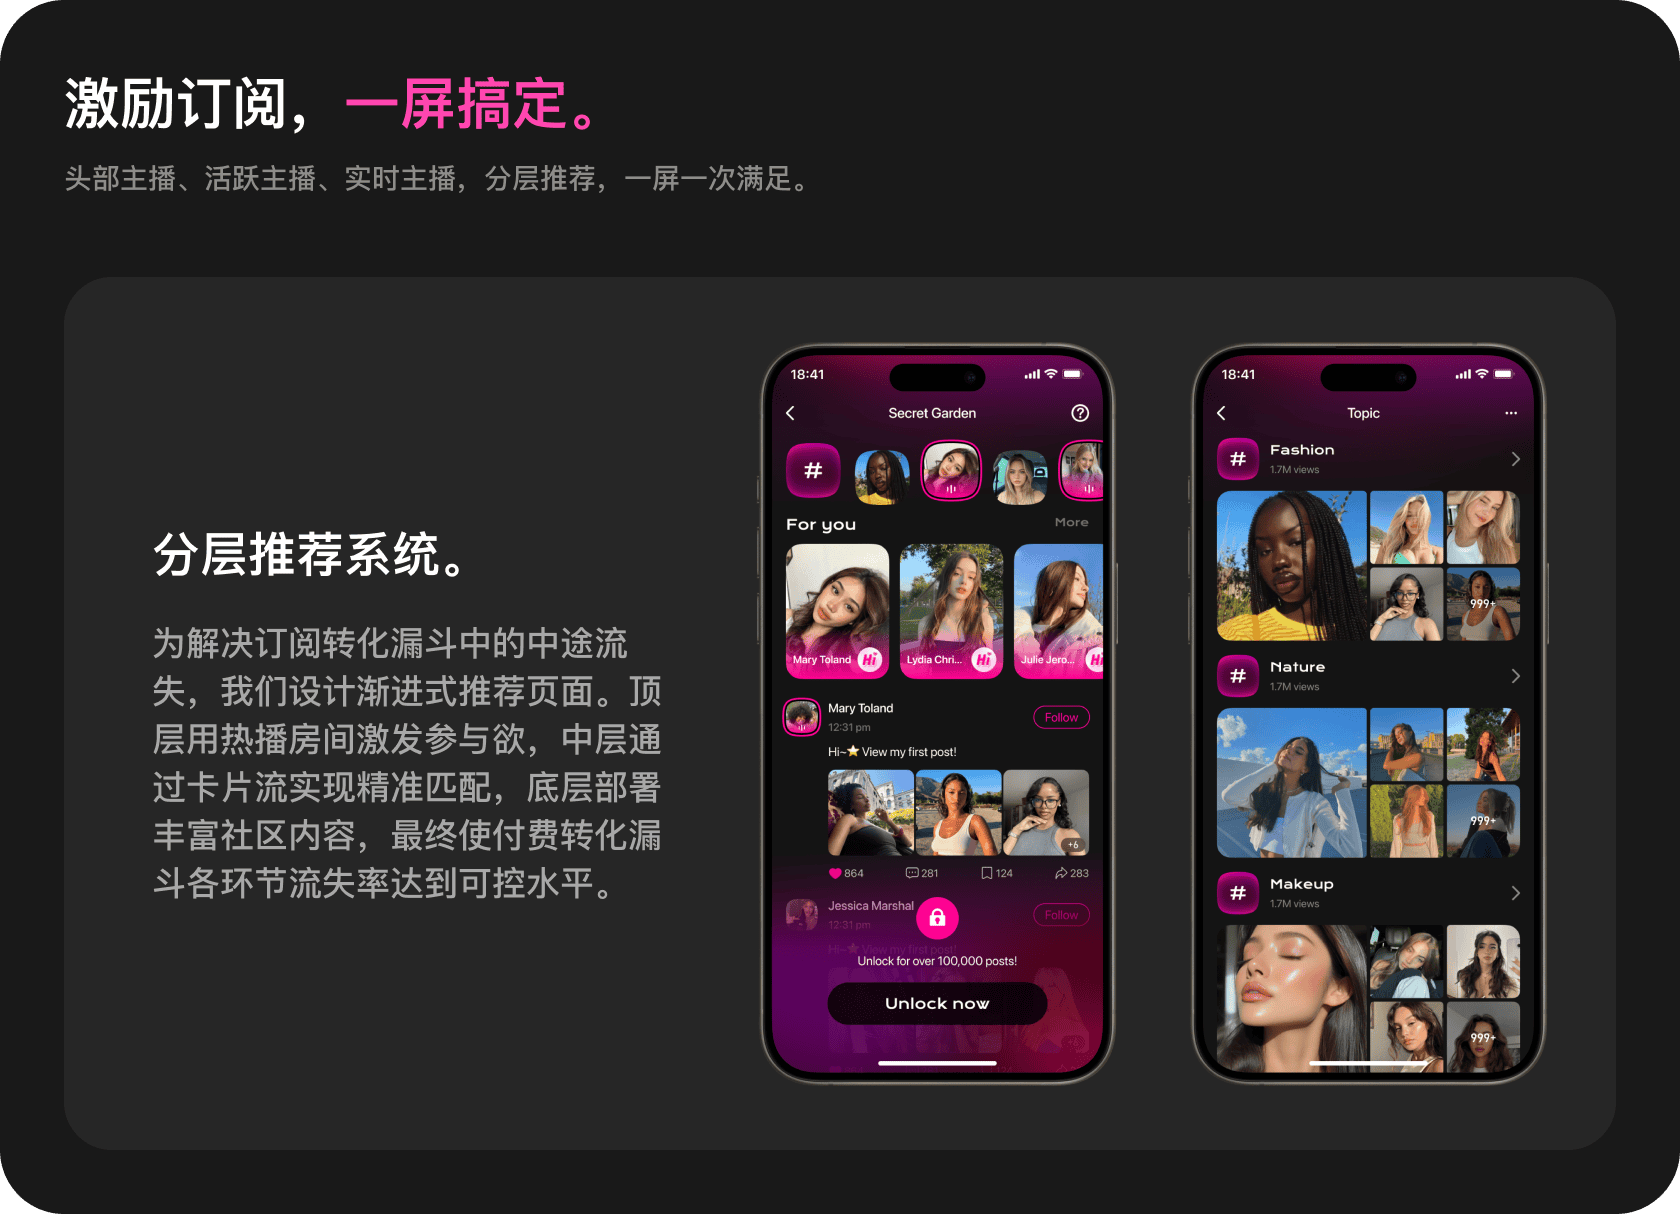 激励订阅，一屏搞定。
头部主播、活跃主播、实时主播，分层推荐，一屏一次满足。
分层推荐系统。
为解决订阅转化漏斗中的中途流
失，我们设计渐进式推荐页面。顶
层用热播房间激发参与欲，中层通
过卡片流实现精准匹配，底层部署
丰富社区内容，最终使付费转化漏
斗各环节流失率达到可控水平。
18:41
Secret Garden
#
For you
More
Mary Toland
Hi
Lydia Chri...
Hi
Julie Jero...
Hi
Mary Toland
12:31 pm
Follow
Hi~⭐ View my first post!
+6
864
281
124
283
Jessica Marshal
12:31 pm
Follow
Hi~⭐ View my first post!
Unlock for over 100,000 posts!
Unlock now
+6
18:41
Topic
#
Fashion
1.7M views
999+
#
Nature
1.7M views
999+
#
Makeup
1.7M views
999+